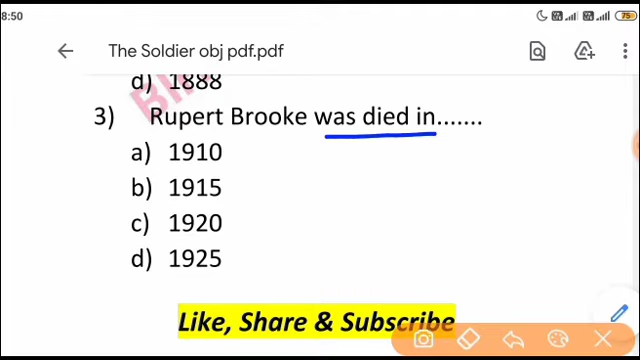 8:50
75
The Soldier obj pdf.pdf
d) 1888
3) Rupert Brooke was died in.......
a) 1910
b) 1915
c) 1920
d) 1925
Like, Share & Subscribe